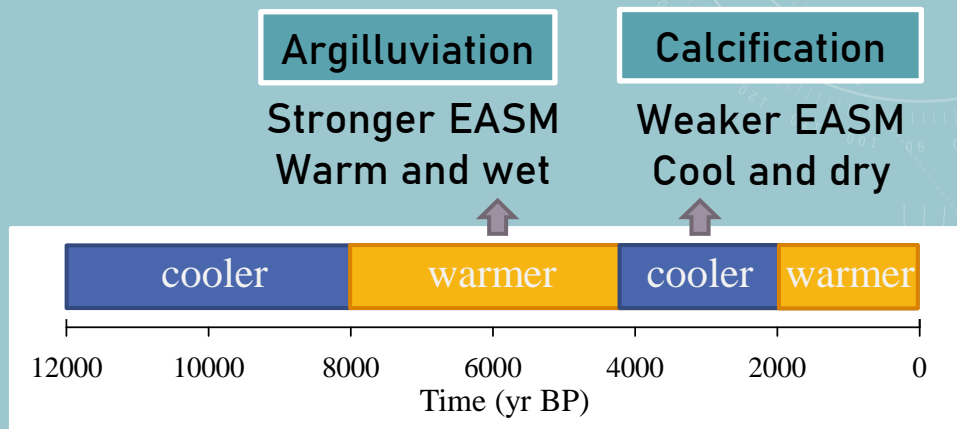 Argilluviation
Calcification
Stronger EASM
Weaker EASM
Warm and wet
Cool and dry
cooler
warmer
cooler
warmer
12000
10000
8000
6000
4000
2000
0
Time (yr BP)